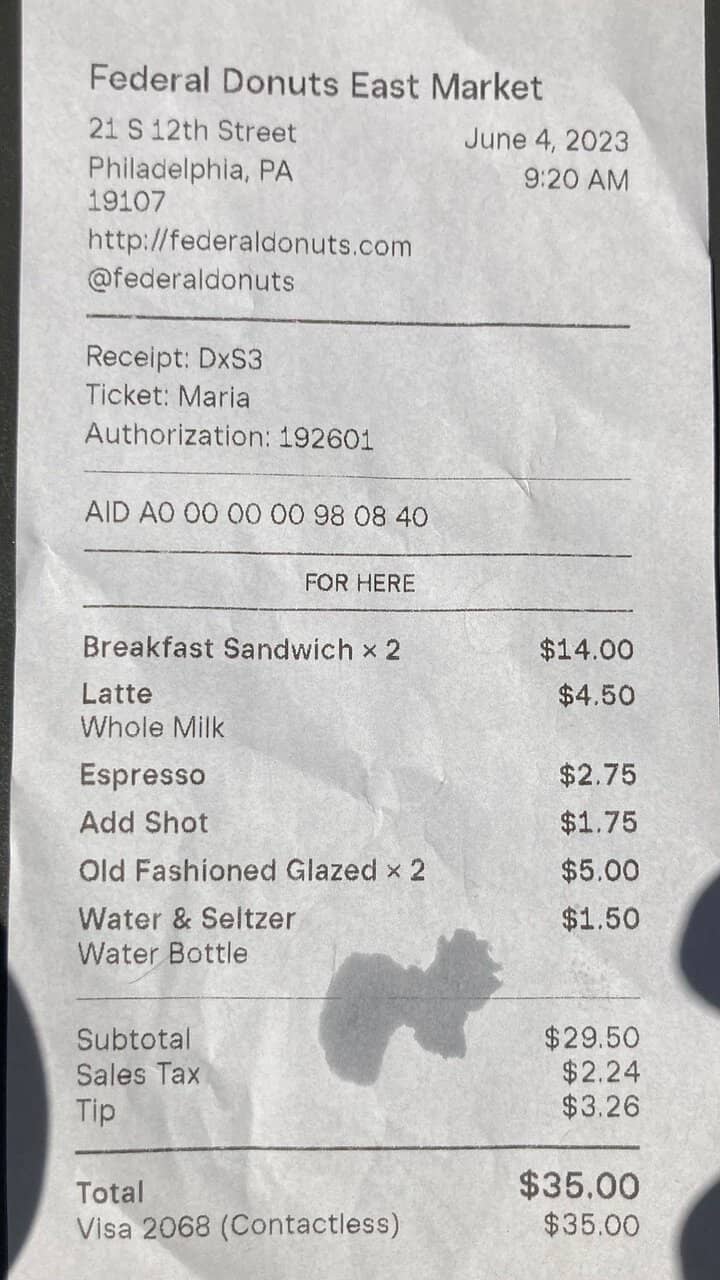 Federal Donuts East Market
21 S 12th Street
Philadelphia, PA
19107
June 4, 2023
9:20 AM
http://federaldonuts.com
@federaldonuts
Receipt: DxS3
Ticket: Maria
Authorization: 192601
AID A0 00 00 00 98 08 40
FOR HERE
Breakfast Sandwich × 2 $14.00
Latte $4.50
Whole Milk
Espresso $2.75
Add Shot $1.75
Old Fashioned Glazed × 2 $5.00
Water & Seltzer $1.50
Water Bottle
Subtotal $29.50
Sales Tax $2.24
Tip $3.26
Total $35.00
Visa 2068 (Contactless) $35.00